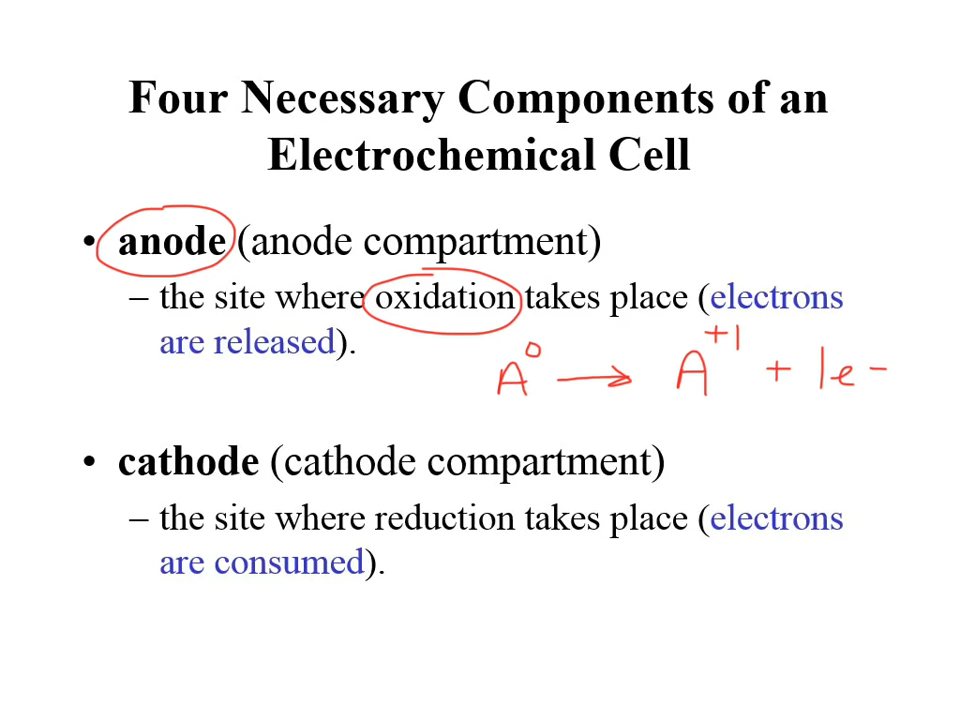 Four Necessary Components of an
Electrochemical Cell
• anode (anode compartment)
– the site where oxidation takes place (electrons
are released).
A⁰ → A⁺¹ + 1e -
• cathode (cathode compartment)
– the site where reduction takes place (electrons
are consumed).